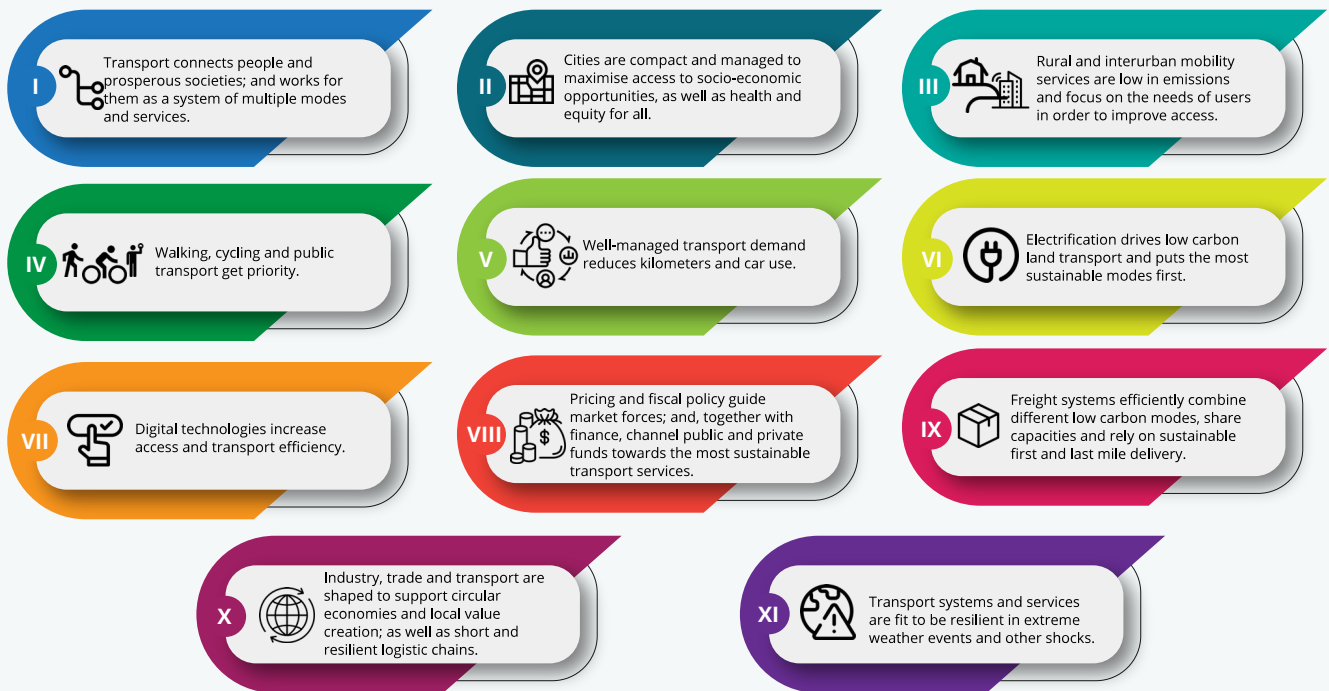 I
Transport connects people and
prosperous societies; and works for
them as a system of multiple modes
and services.
II
Cities are compact and managed to
maximise access to socio-economic
opportunities, as well as health and
equity for all.
III
Rural and interurban mobility
services are low in emissions
and focus on the needs of users
in order to improve access.
IV
Walking, cycling and public
transport get priority.
V
Well-managed transport demand
reduces kilometers and car use.
VI
Electrification drives low carbon
land transport and puts the most
sustainable modes first.
VII
Digital technologies increase
access and transport efficiency.
VIII
$
Pricing and fiscal policy guide
market forces; and, together with
finance, channel public and private
funds towards the most sustainable
transport services.
IX
Freight systems efficiently combine
different low carbon modes, share
capacities and rely on sustainable
first and last mile delivery.
X
Industry, trade and transport are
shaped to support circular
economies and local value
creation; as well as short and
resilient logistic chains.
XI
Transport systems and services
are fit to be resilient in extreme
weather events and other shocks.